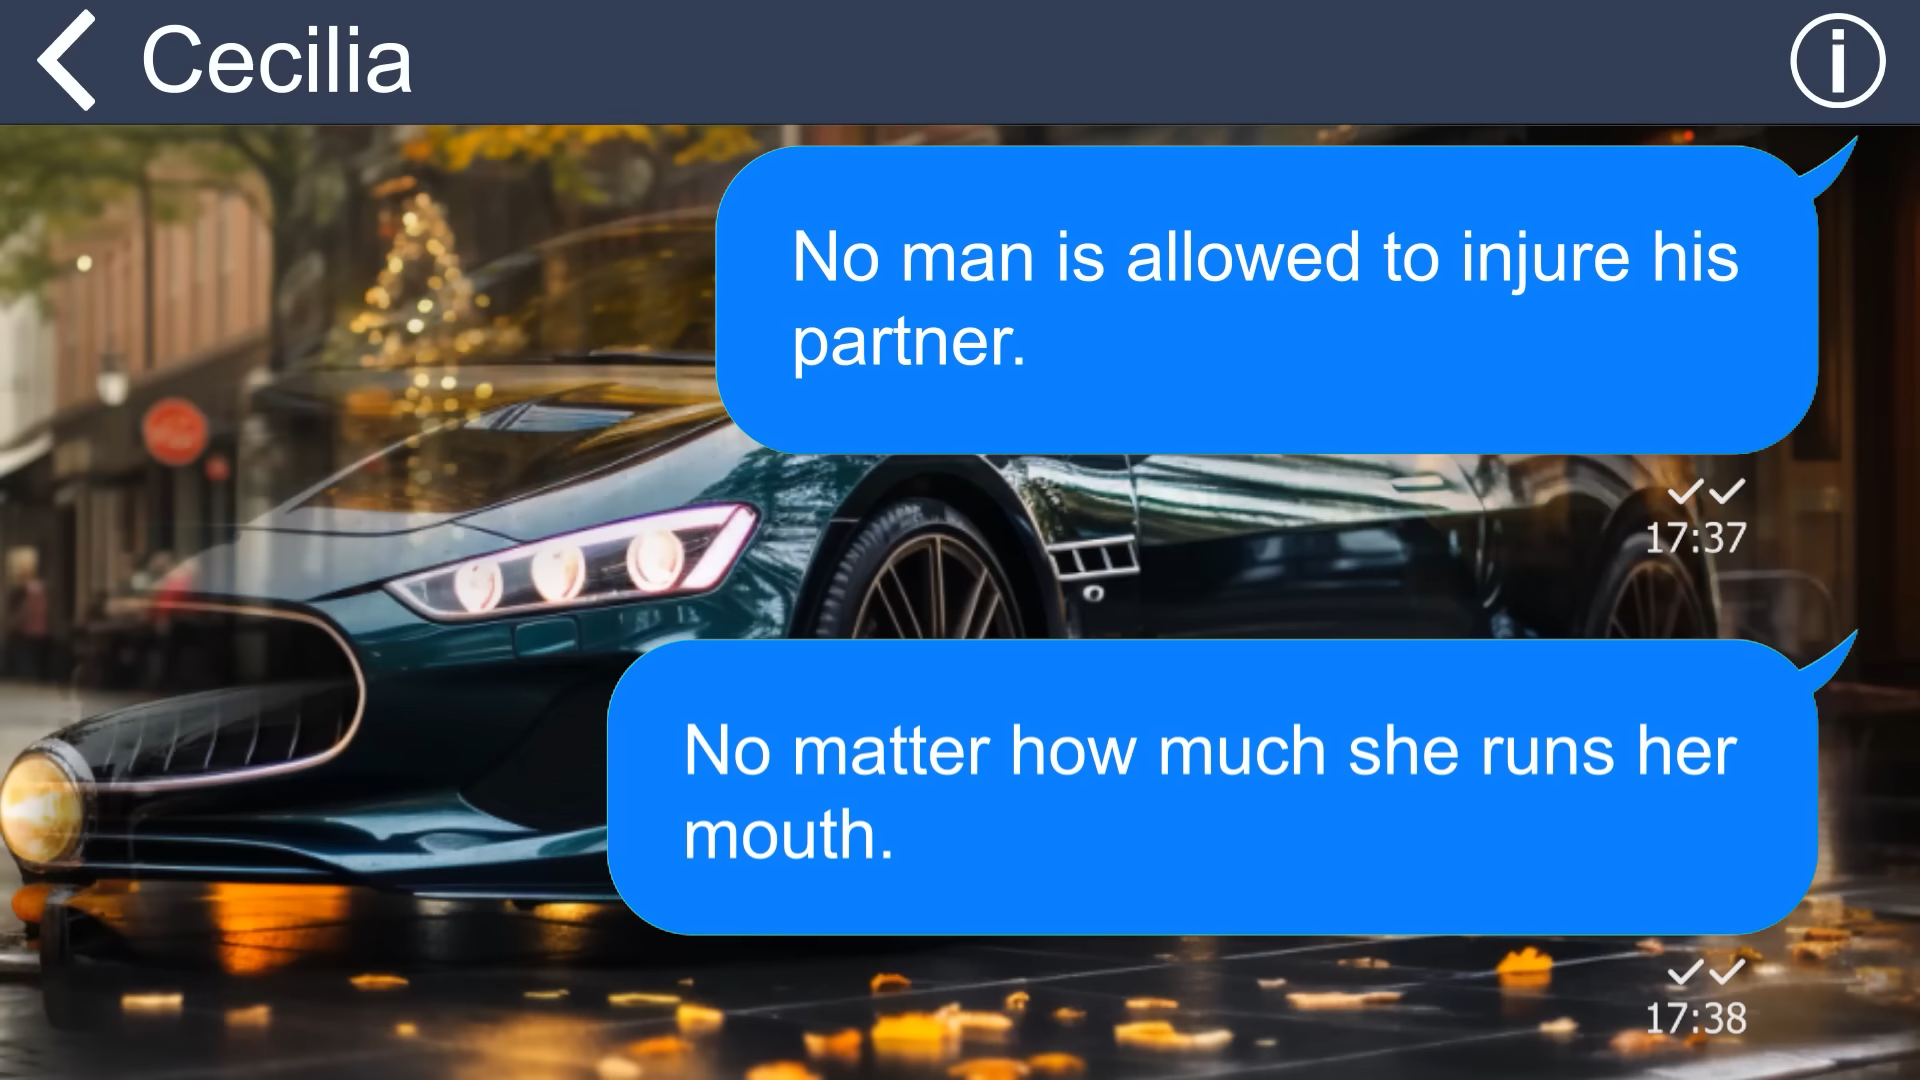 Cecilia
No man is allowed to injure his
partner.
17:37
No matter how much she runs her
mouth.
17:38